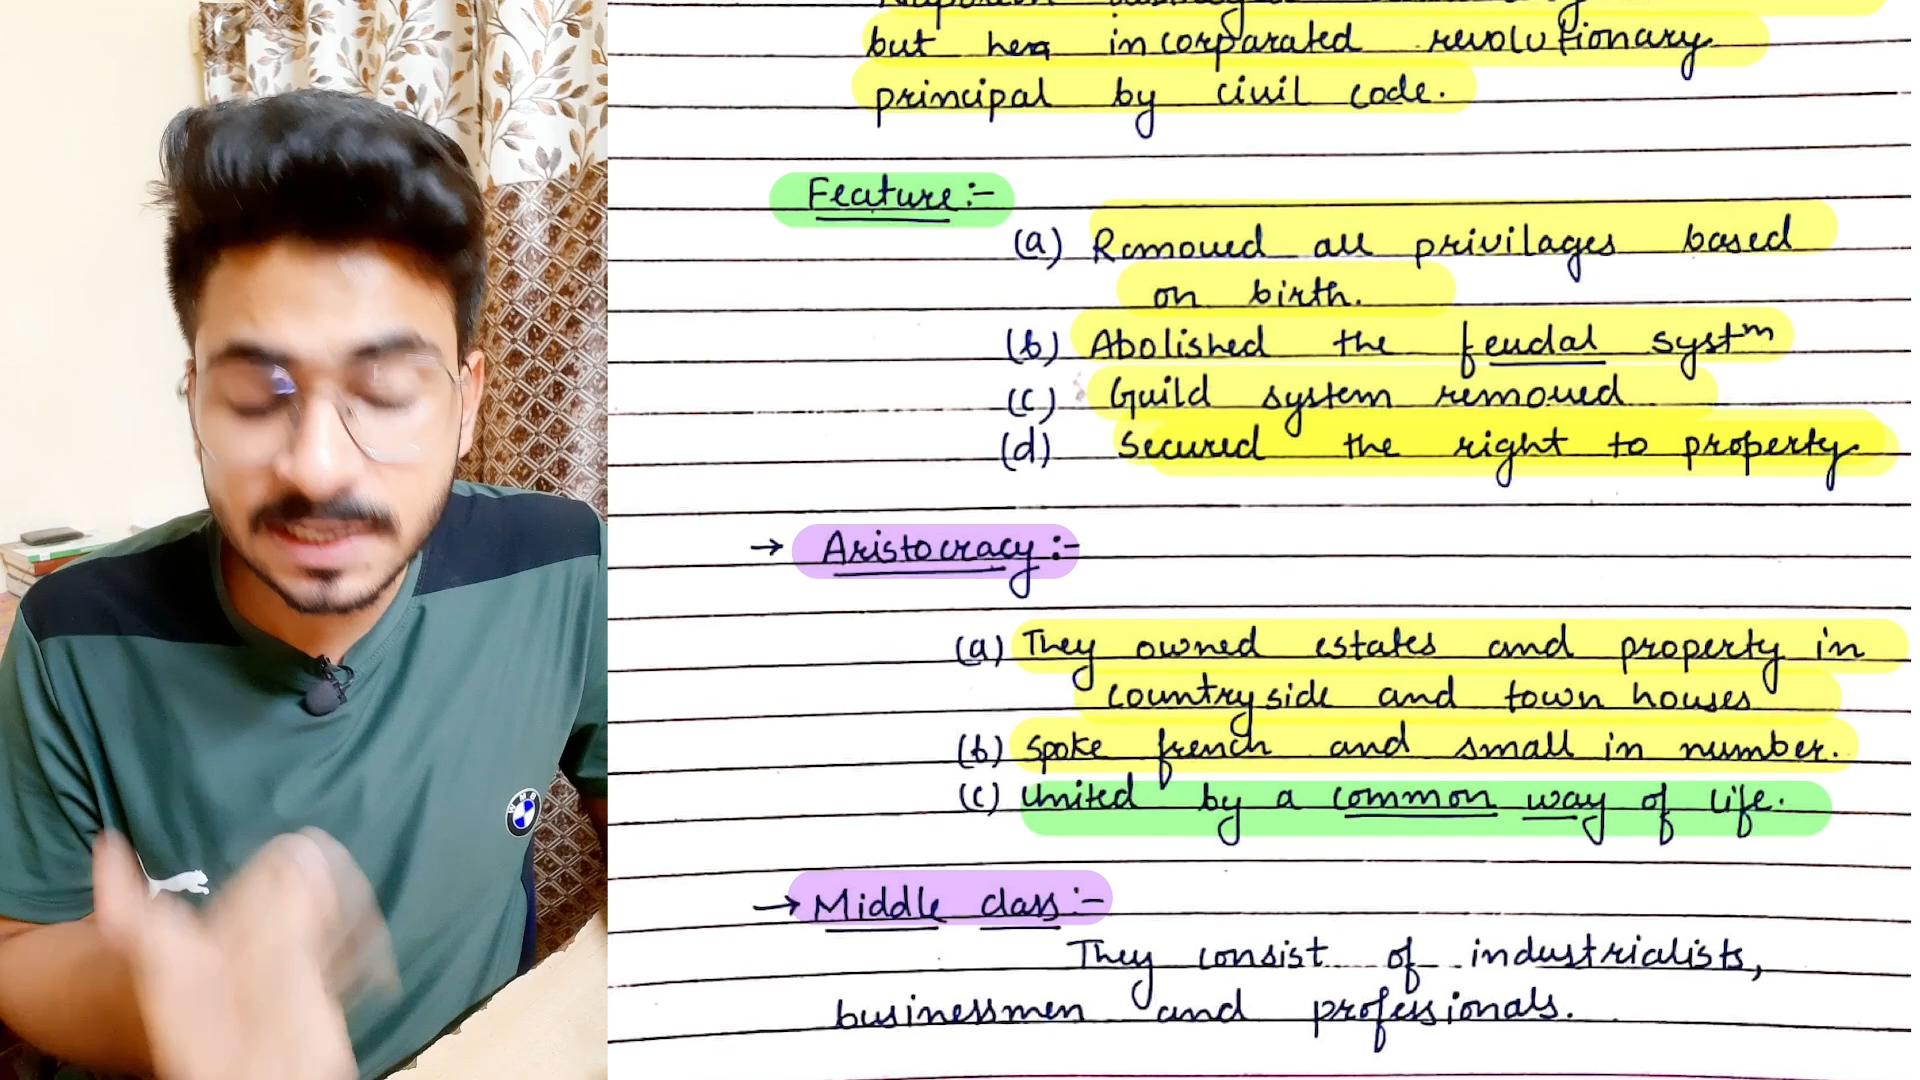 but here incorparated revolutionary
principal by civil code.
Feature:-
(a) Removed all privilages based
on birth.
(b) Abolished the feudal systm
(c) Guild system removed
(d) secured the right to property
→ Aristocracy:-
(a) They owned estates and property in
countryside and town houses
(b) spoke french and small in number.
(c) united by a common way of life.
→ Middle class:-
They consist of industrialists,
businessmen and professionals.
BMW